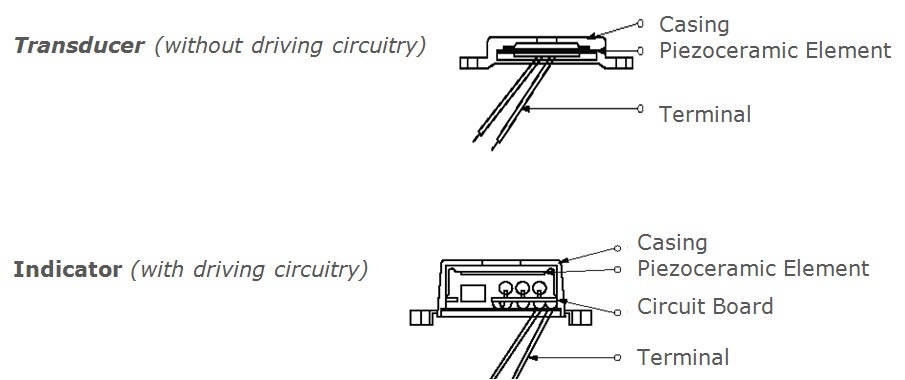 Casing
Transducer (without driving circuitry)
Piezoceramic Element
Terminal
Casing
Indicator (with driving circuitry)
Piezoceramic Element
Circuit Board
Terminal